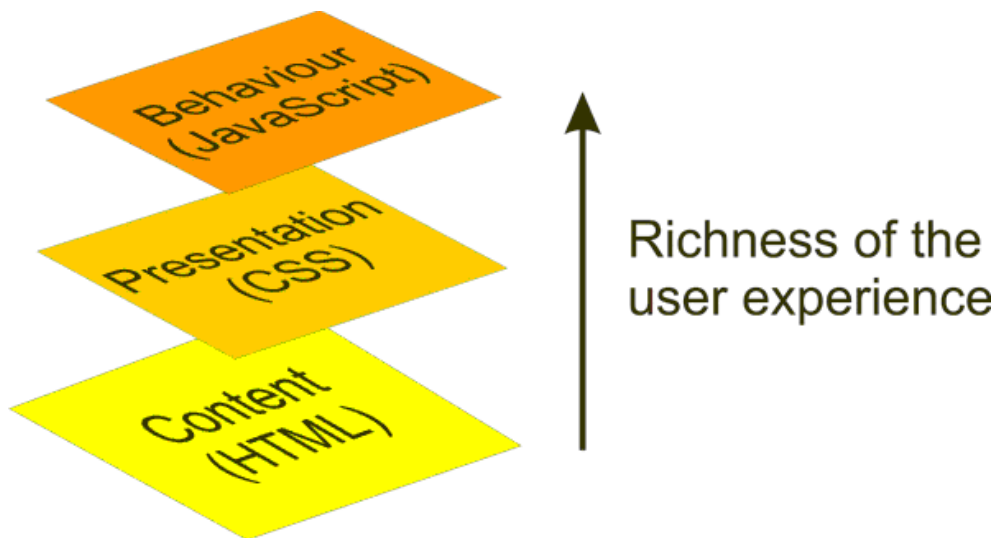 Behaviour
(JavaScript)
Presentation
(CSS)
Content
(HTML)
Richness of the
user experience